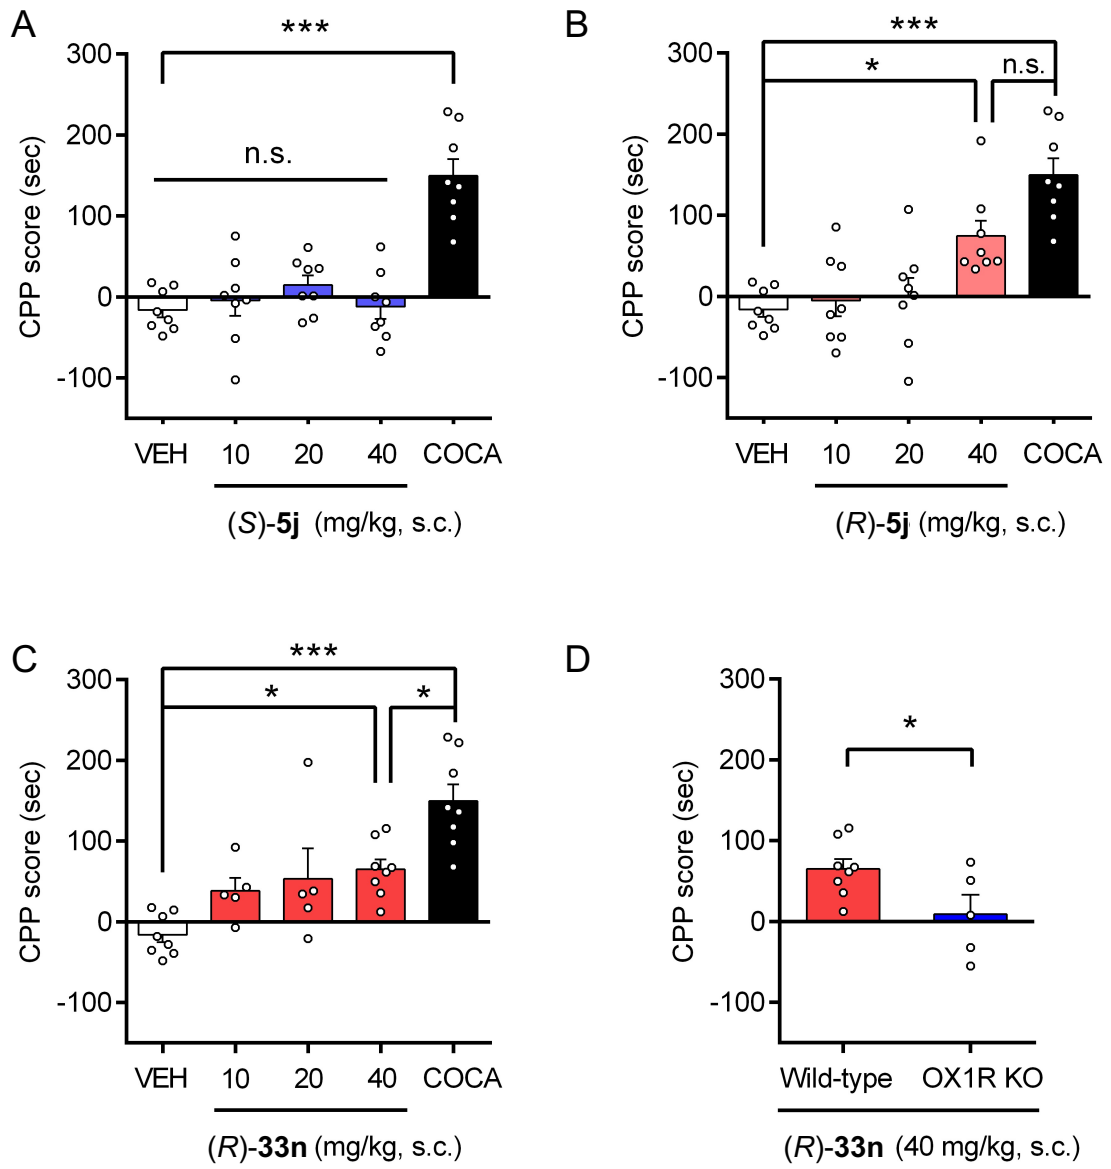 A
***
300
200
100
0
-100
CPP score (sec)
n.s.
VEH 10 20 40 COCA
(S)-5j (mg/kg, s.c.)
B
***
* n.s.
300
200
100
0
-100
CPP score (sec)
VEH 10 20 40 COCA
(R)-5j (mg/kg, s.c.)
C
***
* *
300
200
100
0
-100
CPP score (sec)
VEH 10 20 40 COCA
(R)-33n (mg/kg, s.c.)
D
*
300
200
100
0
-100
CPP score (sec)
Wild-type OX1R KO
(R)-33n (40 mg/kg, s.c.)